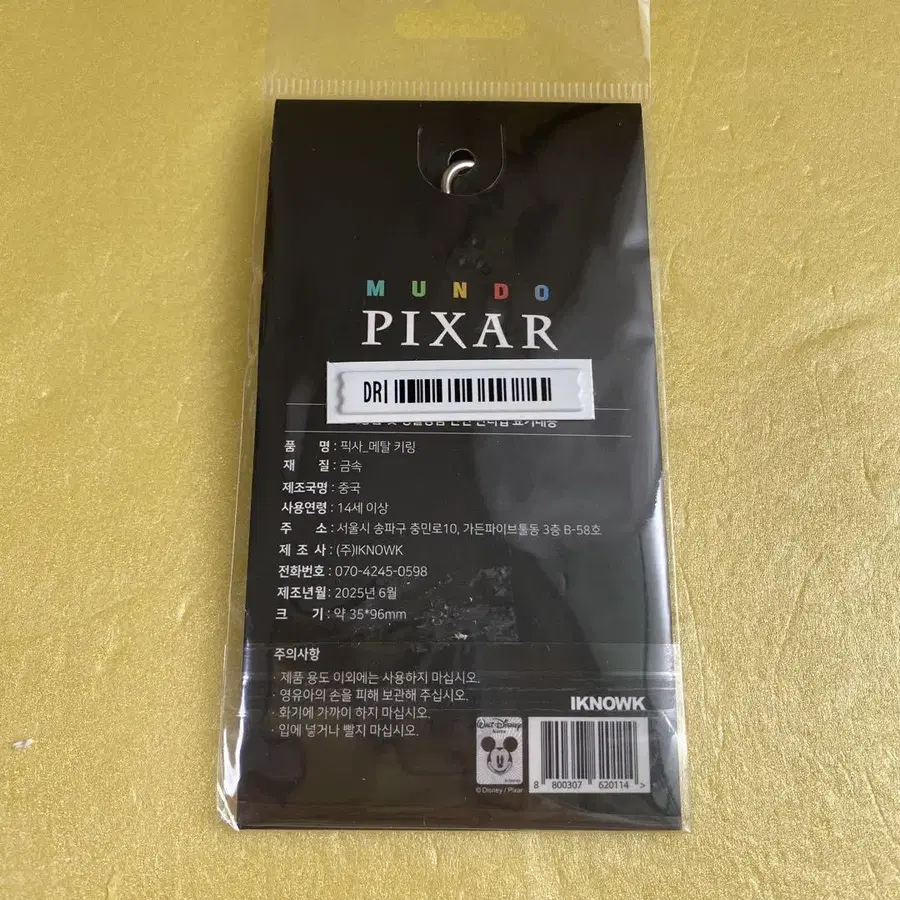 MUNDO
PIXAR
DRI
품 명 : 픽사_메탈 키링
재 질 : 금속
제조국명 : 중국
사용연령 : 14세 이상
주 소 : 서울시 송파구 충민로10, 가든파이브툴동 3층 B-58호
제 조 사 : (주)IKNOWK
전화번호 : 070-4245-0598
제조년월 : 2025년 6월
크 기 : 약 35*96mm
주의사항
· 제품 용도 이외에는 사용하지 마십시오.
· 영유아의 손을 피해 보관해 주십시오.
· 화기에 가까이 하지 마십시오.
· 입에 넣거나 빨지 마십시오.
IKNOWK
WALT DISNEY
© Disney / Pixar
8 800307 620114 >